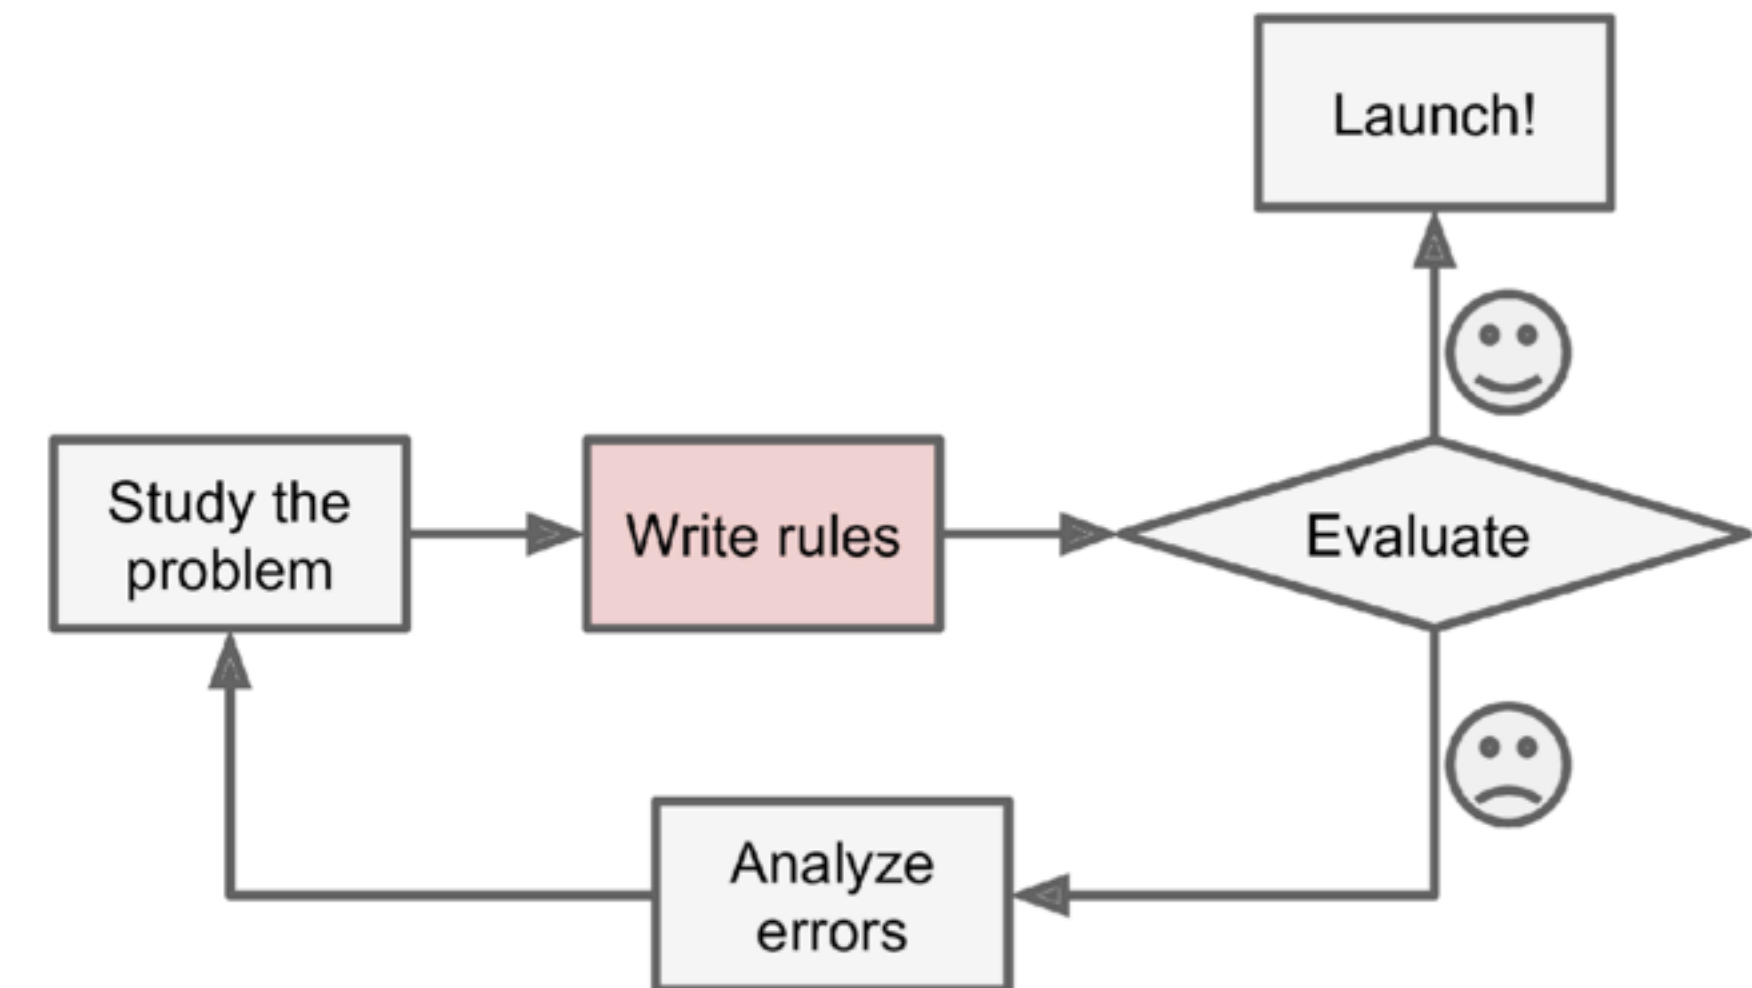 Launch!
Study the
problem
Write rules
Evaluate
Analyze
errors